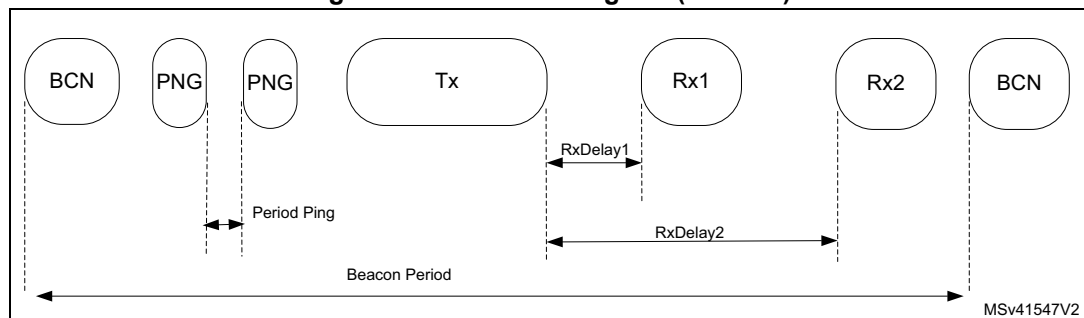 BCN PNG PNG Tx Rx1 Rx2 BCN
RxDelay1
Period Ping
RxDelay2
Beacon Period
MSv41547V2